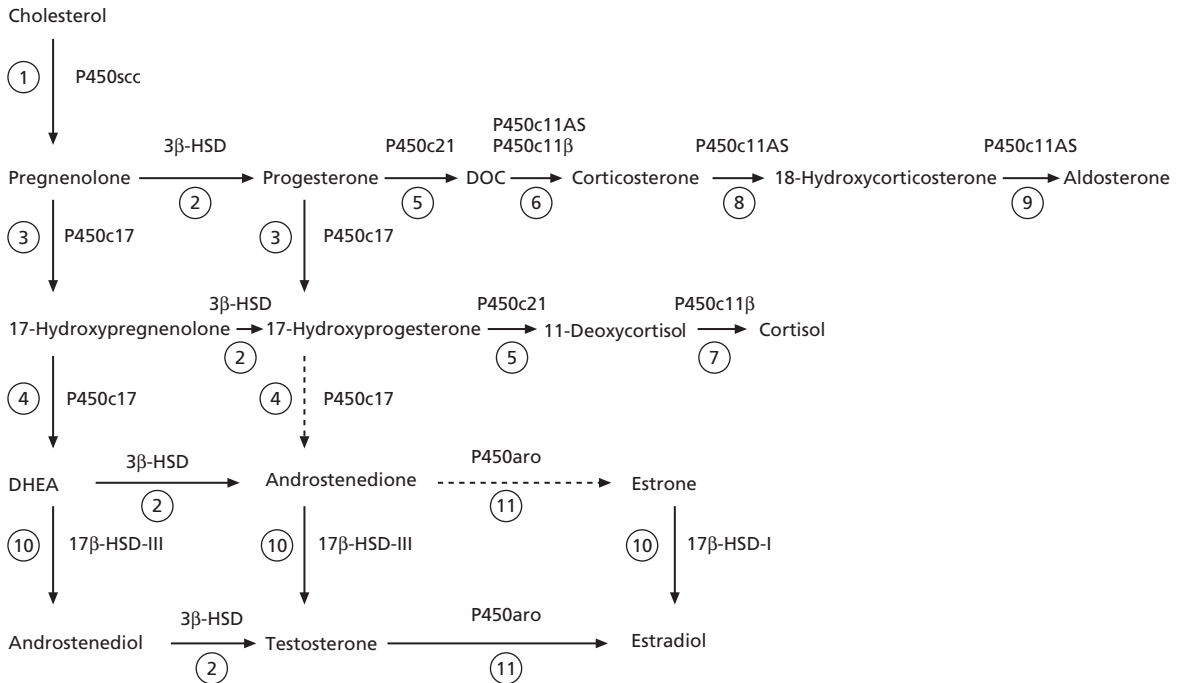 Cholesterol
1 P450scc
P450c11AS
3β-HSD P450c21 P450c11β P450c11AS P450c11AS
Pregnenolone Progesterone DOC Corticosterone 18-Hydroxycorticosterone Aldosterone
2 5 6 8 9
3 P450c17 3 P450c17
3β-HSD P450c21 P450c11β
17-Hydroxypregnenolone 17-Hydroxyprogesterone 11-Deoxycortisol Cortisol
2 5 7
4 P450c17 4 P450c17
3β-HSD P450aro
DHEA Androstenedione Estrone
2 11
10 17β-HSD-III 10 17β-HSD-III 10 17β-HSD-I
3β-HSD P450aro
Androstenediol Testosterone Estradiol
2 11